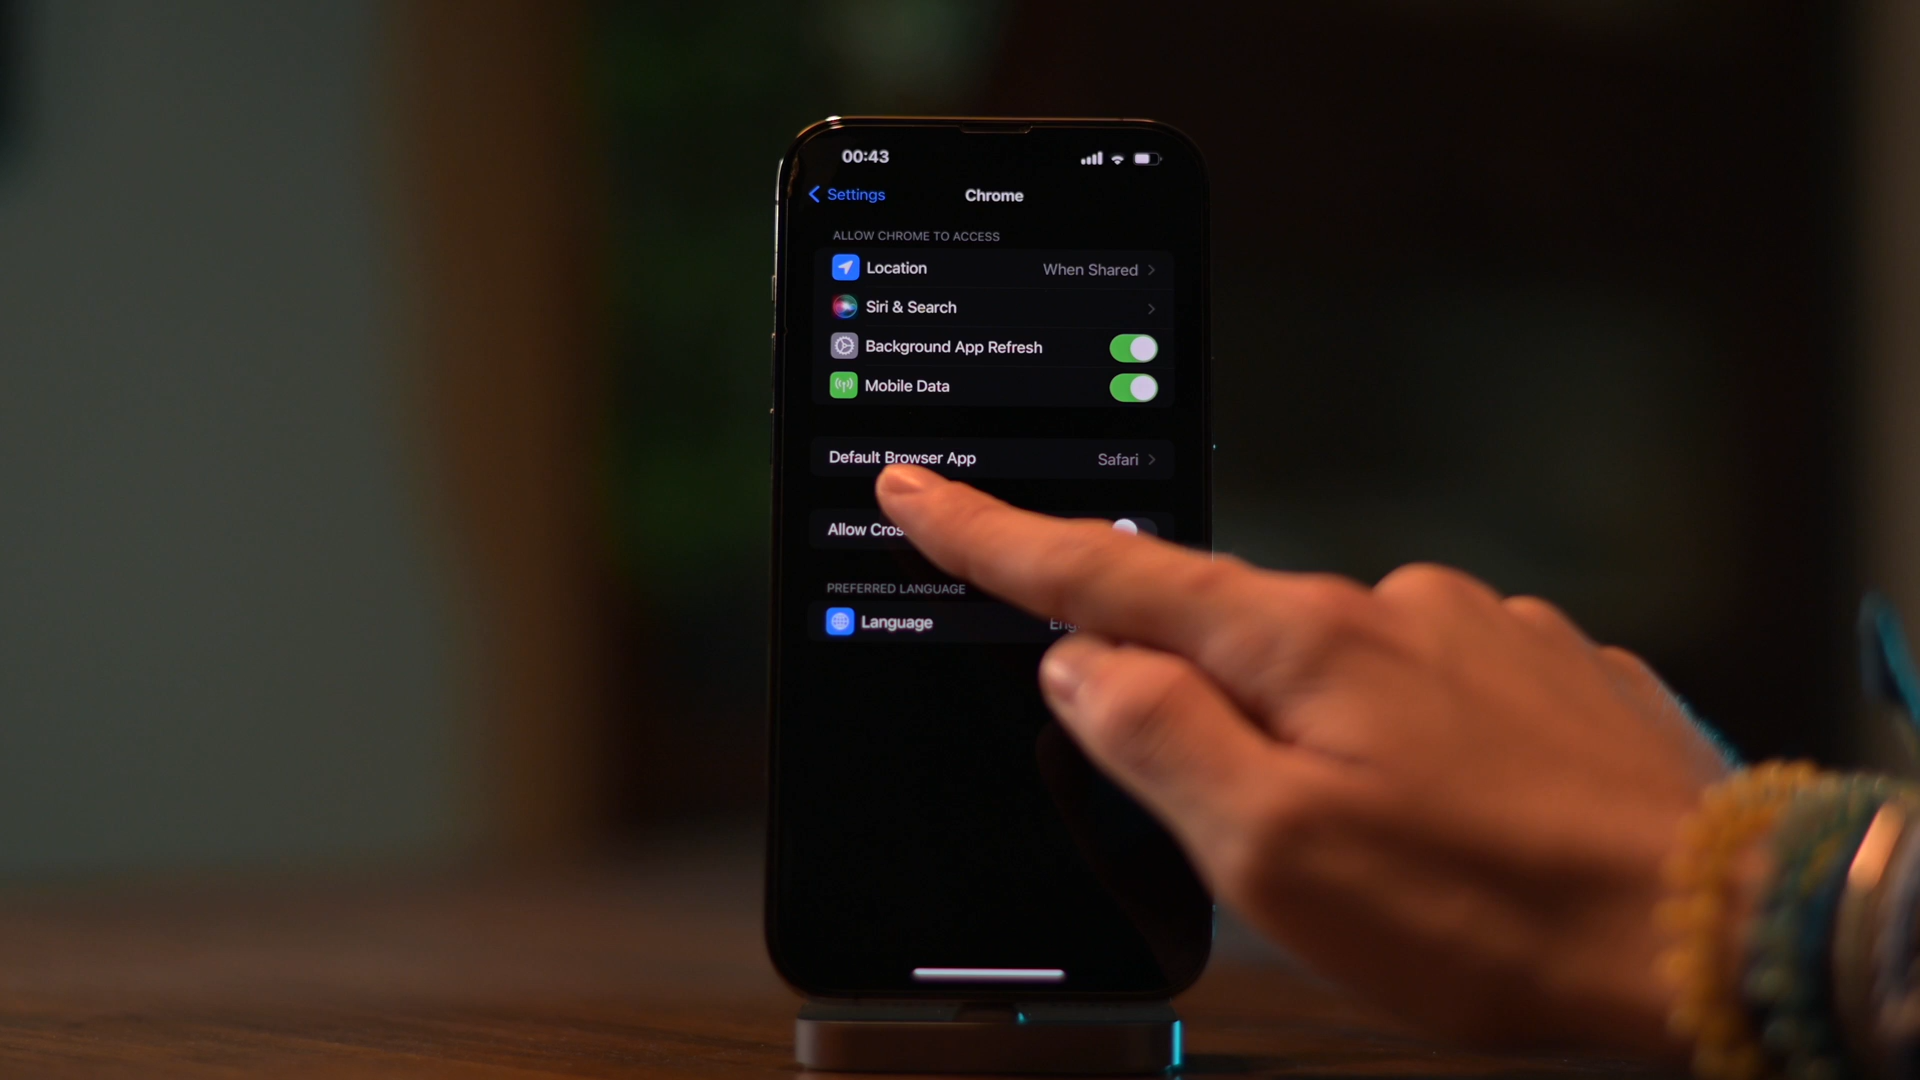 00:43
Settings
Chrome
ALLOW CHROME TO ACCESS
Location When Shared
Siri & Search
Background App Refresh
Mobile Data
Default Browser App Safari
Allow
PREFERRED LANGUAGE
Language